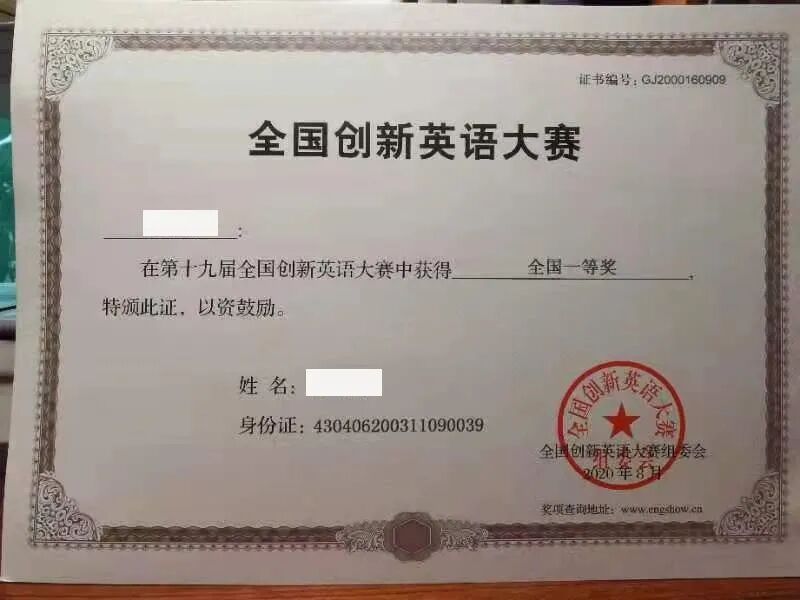 证书编号：GJ2000160909
全国创新英语大赛
：
在第十九届全国创新英语大赛中获得 全国一等奖，
特颁此证，以资鼓励。
姓 名：
身份证：430406200311090039
全国创新英语大赛
组委会
全国创新英语大赛组委会
2020年8月
奖项查询地址：www.engshow.cn